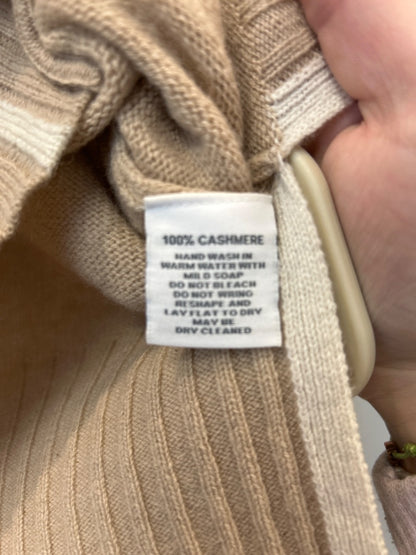 100% CASHMERE
HAND WASH IN
WARM WATER WITH
MILD SOAP
DO NOT BLEACH
DO NOT WRING
RESHAPE AND
LAY FLAT TO DRY
MAY BE
DRY CLEANED